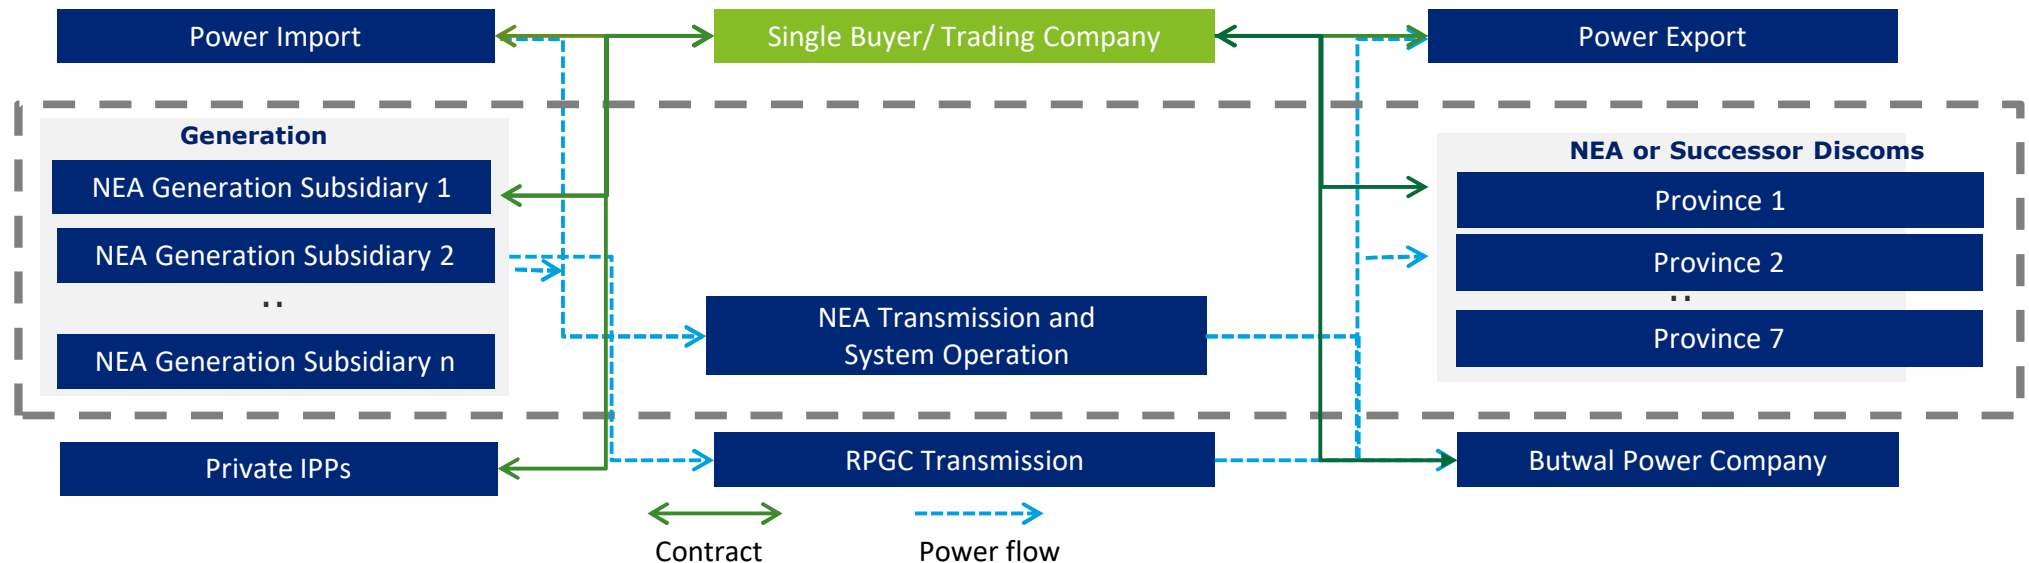 Power Import
Single Buyer/ Trading Company
Power Export
Generation
NEA Generation Subsidiary 1
NEA Generation Subsidiary 2
..
NEA Generation Subsidiary n
NEA Transmission and
System Operation
NEA or Successor Discoms
Province 1
Province 2
..
Province 7
Private IPPs
RPGC Transmission
Butwal Power Company
Contract
Power flow